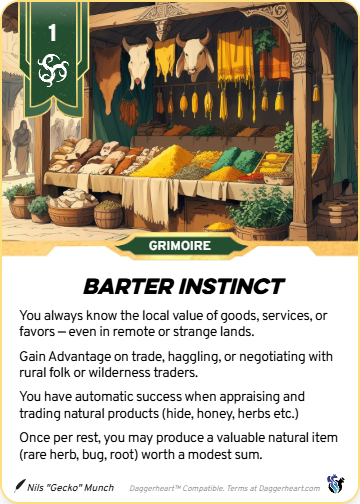 1
GRIMOIRE
BARTER INSTINCT
You always know the local value of goods, services, or
favors — even in remote or strange lands.
Gain Advantage on trade, haggling, or negotiating with
rural folk or wilderness traders.
You have automatic success when appraising and
trading natural products (hide, honey, herbs etc.)
Once per rest, you may produce a valuable natural item
(rare herb, bug, root) worth a modest sum.
Nils "Gecko" Munch
Daggerheart™ Compatible. Terms at Daggerheart.com